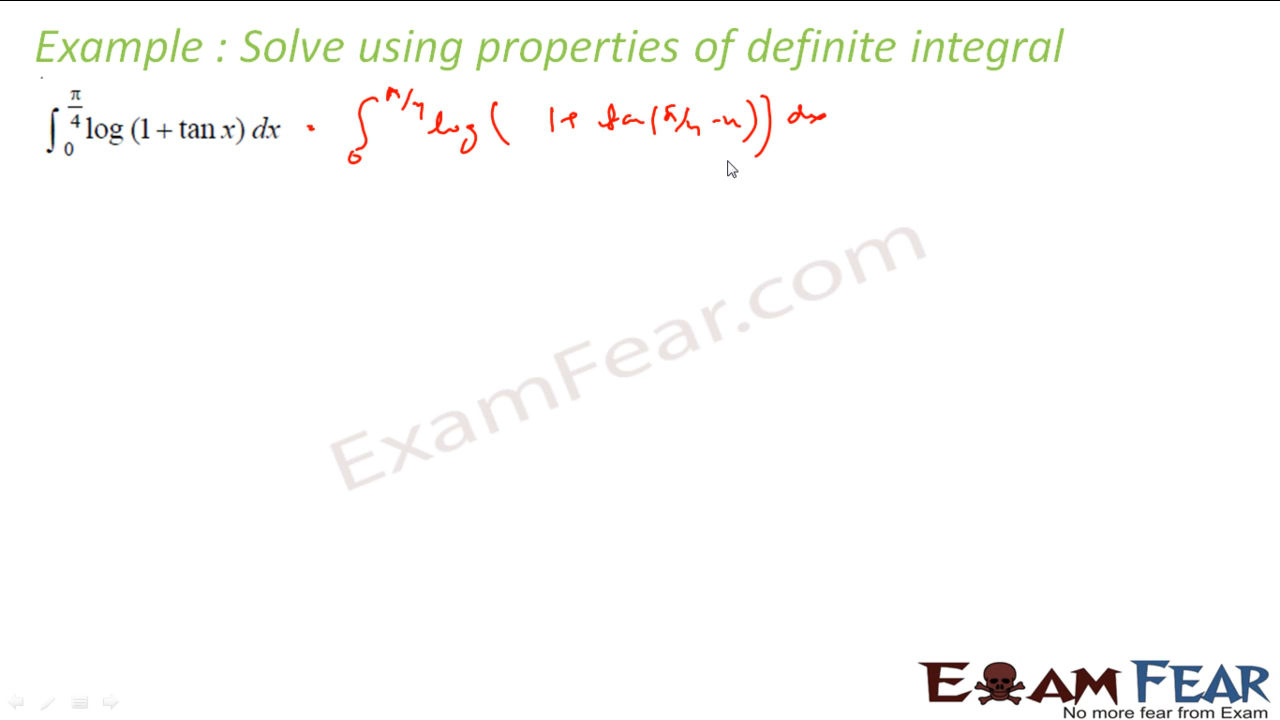 Example : Solve using properties of definite integral
∫₀^(π/4) log (1 + tan x) dx = ∫₀^(π/4) log ( 1 + tan(π/4 - x)) dx
ExamFear.com
EXAM FEAR
No more fear from Exam